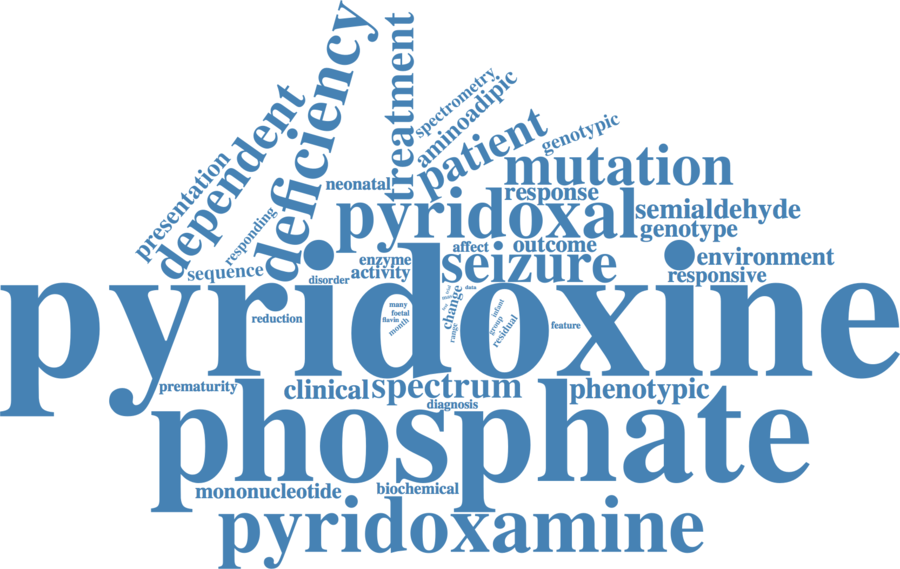 deficiency
treatment
spectrometry
aminoadipic
dependent
patient
genotypic
presentation
mutation
neonatal
response
pyridoxal
semialdehyde
genotype
responding
affect
outcome
sequence
enzyme
seizure
environment
disorder
activity
responsive
pyridoxine
data
many
foetal
flavin
month
change
range
infant
group
residual
reduction
feature
prematurity
clinical
spectrum
phenotypic
diagnosis
phosphate
mononucleotide
biochemical
pyridoxamine